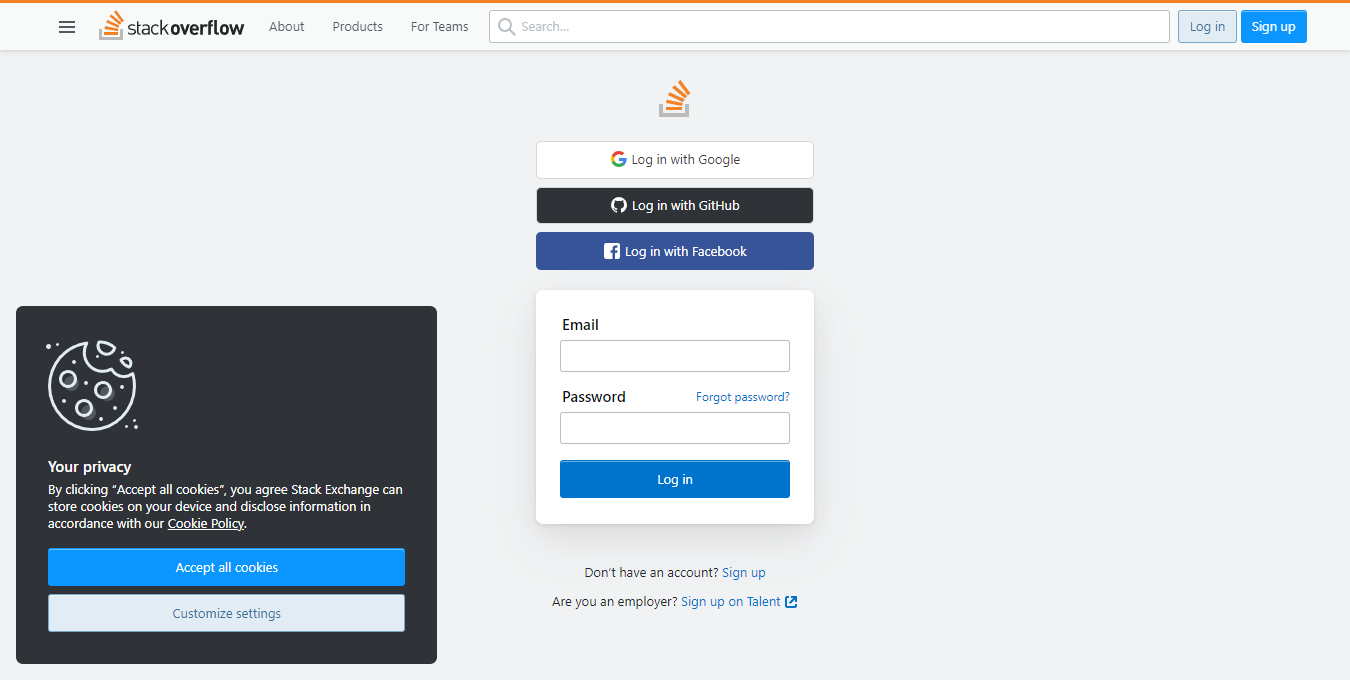 stackoverflow About Products For Teams Search... Log in Sign up
Log in with Google
Log in with GitHub
Log in with Facebook
Email
Password Forgot password?
Log in
Don't have an account? Sign up
Are you an employer? Sign up on Talent
Your privacy
By clicking “Accept all cookies”, you agree Stack Exchange can
store cookies on your device and disclose information in
accordance with our Cookie Policy.
Accept all cookies
Customize settings